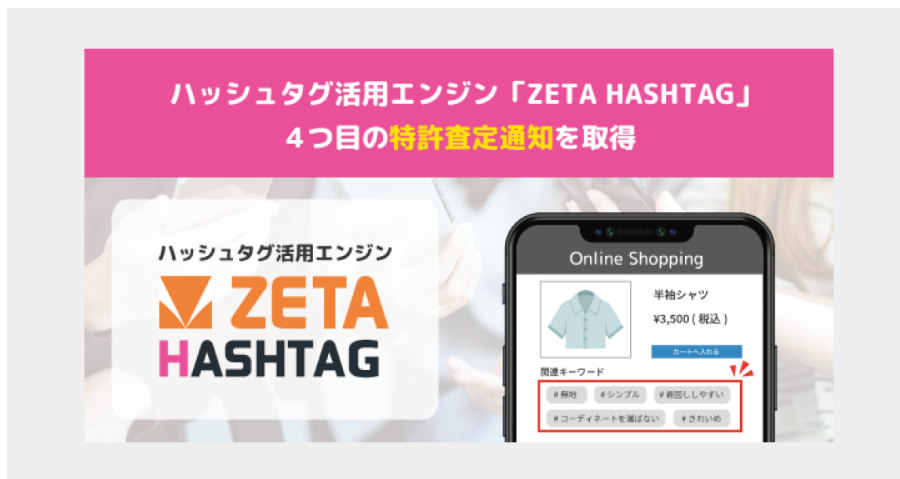 ハッシュタグ活用エンジン「ZETA HASHTAG」
４つ目の特許査定通知を取得
ハッシュタグ活用エンジン
ZETA
HASHTAG
Online Shopping
半袖シャツ
¥3,500 ( 税込 )
カートへ入れる
関連キーワード
# 無地 # シンプル # 着回ししやすい
# コーディネートを選ばない # きれいめ